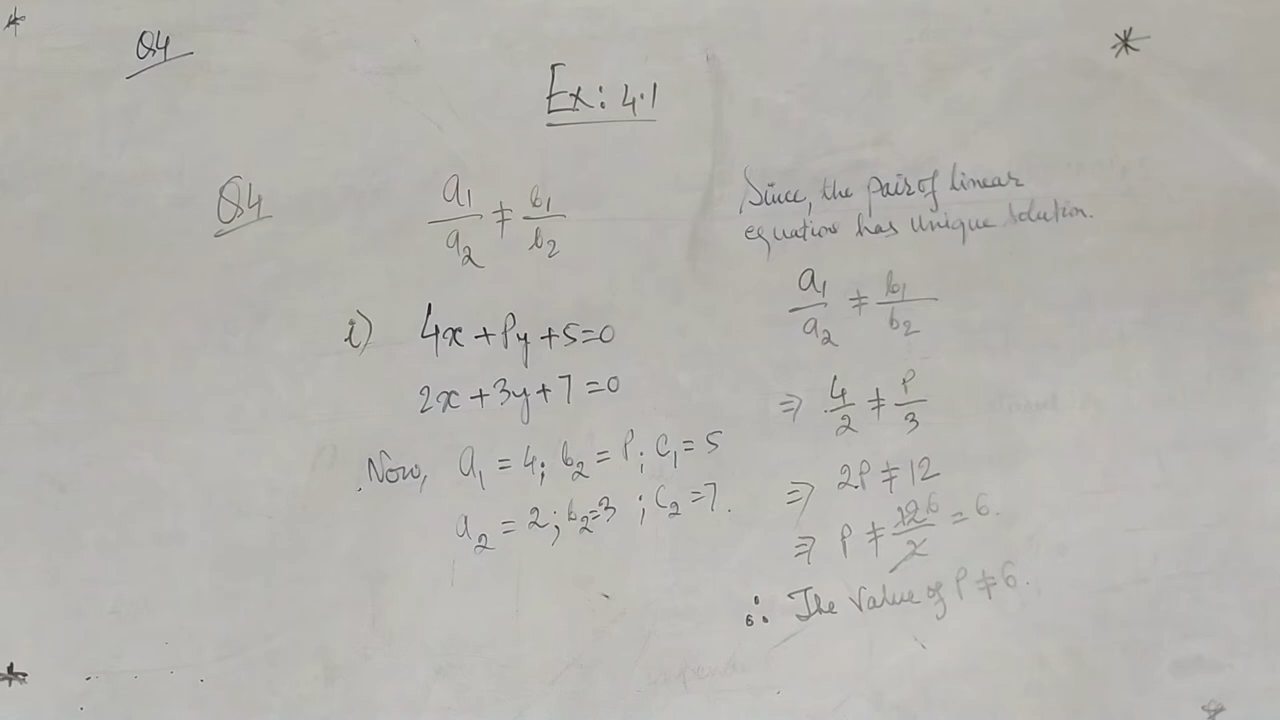 Q4
Ex: 4.1
Q4
a₁/a₂ ≠ b₁/b₂
i) 4x + Py + 5 = 0
2x + 3y + 7 = 0
Now, a₁ = 4; b₂ = P; C₁ = 5
a₂ = 2; b₂ = 3 ; C₂ = 7.
Since, the pair of linear
equation has unique solution.
a₁/a₂ ≠ b₁/b₂
⇒ 4/2 ≠ P/3
⇒ 2P ≠ 12
⇒ P ≠ 12 6/2 = 6.
∴ The value of P ≠ 6.